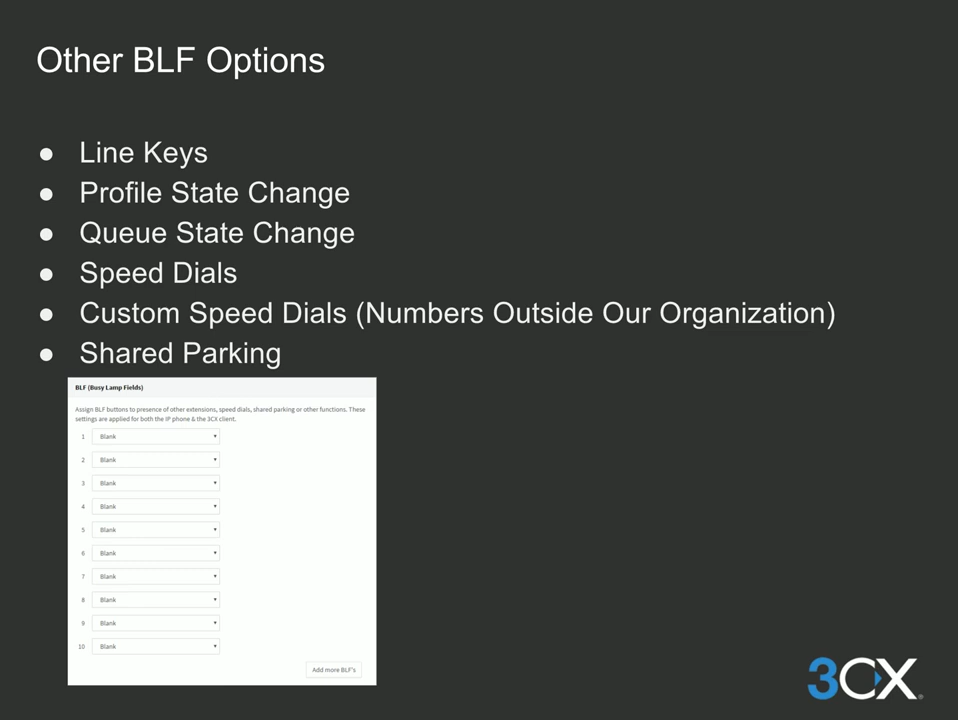 Other BLF Options
● Line Keys
● Profile State Change
● Queue State Change
● Speed Dials
● Custom Speed Dials (Numbers Outside Our Organization)
● Shared Parking
BLF (Busy Lamp Fields)
Assign BLF buttons to presence of other extensions, speed dials, shared parking or other functions. These
settings are applied for both the IP phone & the 3CX client.
1 Blank
2 Blank
3 Blank
4 Blank
5 Blank
6 Blank
7 Blank
8 Blank
9 Blank
10 Blank
Add more BLF's
3CX